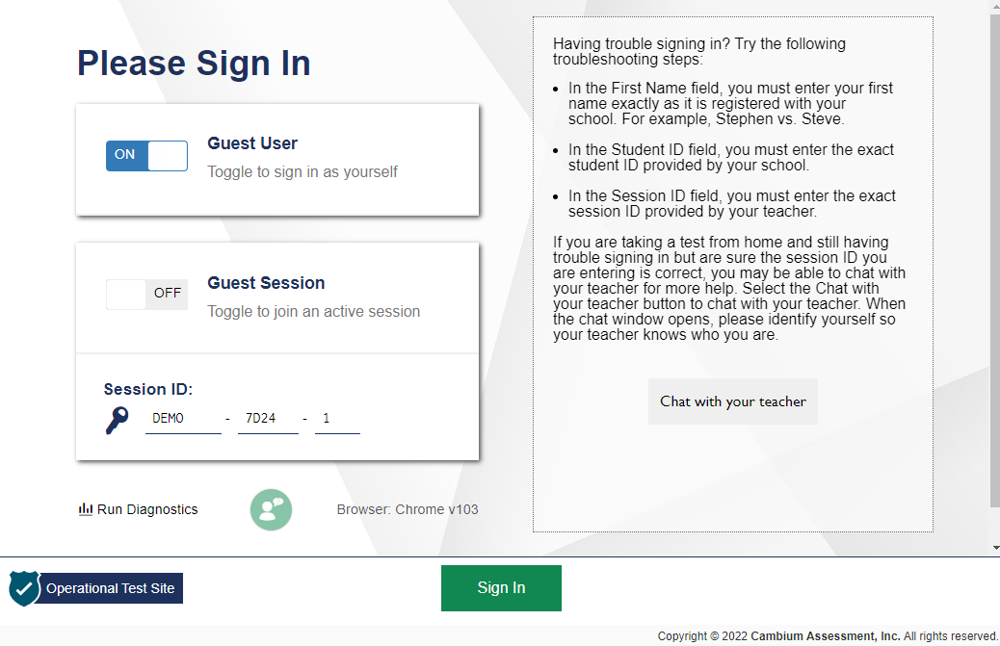 Please Sign In
ON
Guest User
Toggle to sign in as yourself
OFF
Guest Session
Toggle to join an active session
Session ID:
DEMO - 7D24 - 1
Run Diagnostics
Browser: Chrome v103
Having trouble signing in? Try the following
troubleshooting steps:
• In the First Name field, you must enter your first
name exactly as it is registered with your
school. For example, Stephen vs. Steve.
• In the Student ID field, you must enter the exact
student ID provided by your school.
• In the Session ID field, you must enter the exact
session ID provided by your teacher.
If you are taking a test from home and still having
trouble signing in but are sure the session ID you
are entering is correct, you may be able to chat with
your teacher for more help. Select the Chat with
your teacher button to chat with your teacher. When
the chat window opens, please identify yourself so
your teacher knows who you are.
Chat with your teacher
Operational Test Site
Sign In
Copyright © 2022 Cambium Assessment, Inc. All rights reserved.